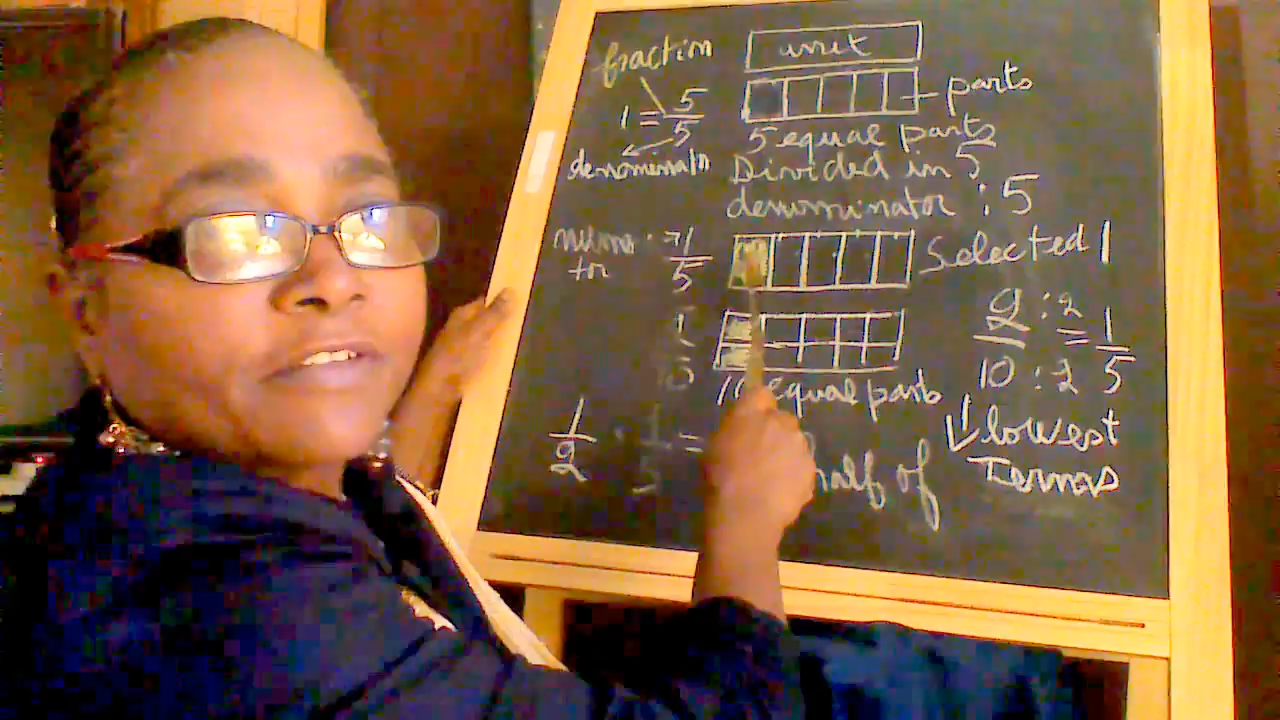 fraction unit
1 = 5/5 parts
5 equal parts
denominator Divided in 5
denominator : 5
1/5 Selected 1
2/10 : 2/2 = 1/5
10 equal parts
lowest
Terms
1/2 · 1/5 = half of